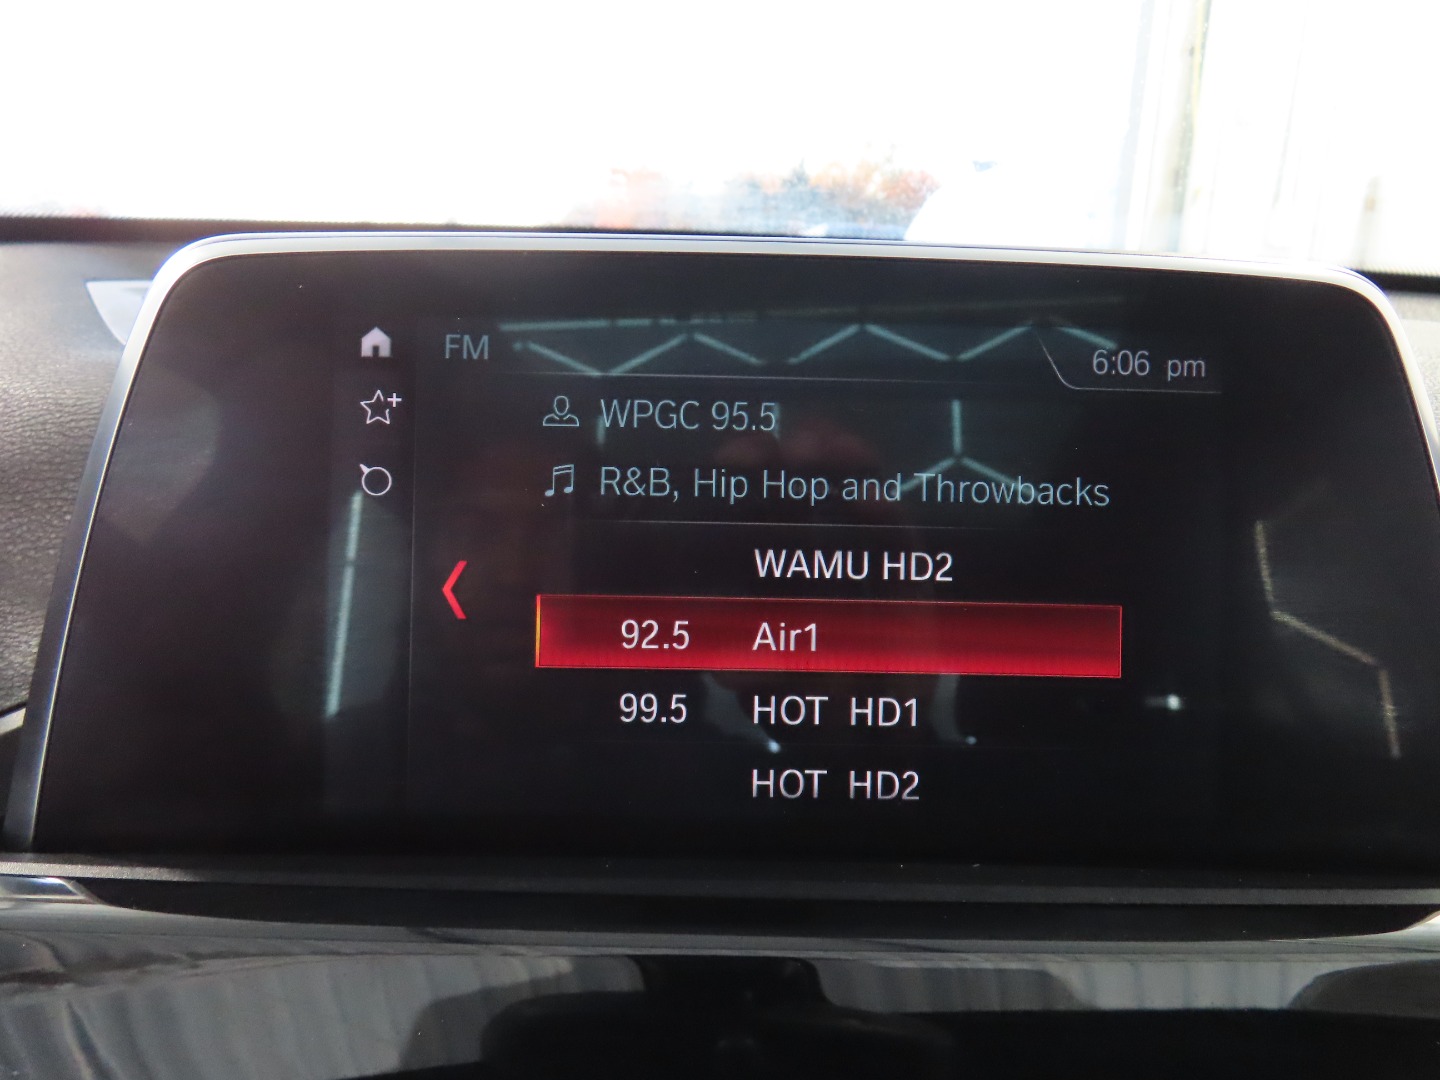 FM
6:06 pm
WPGC 95.5
R&B, Hip Hop and Throwbacks
WAMU HD2
92.5 Air1
99.5 HOT HD1
HOT HD2